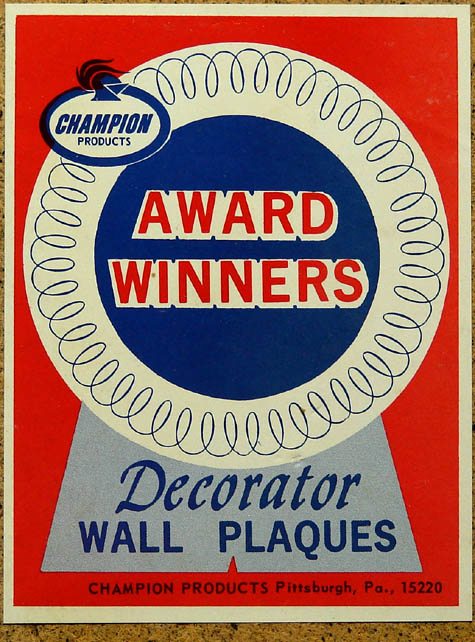 CHAMPION
PRODUCTS
AWARD
WINNERS
Decorator
WALL PLAQUES
CHAMPION PRODUCTS Pittsburgh, Pa., 15220